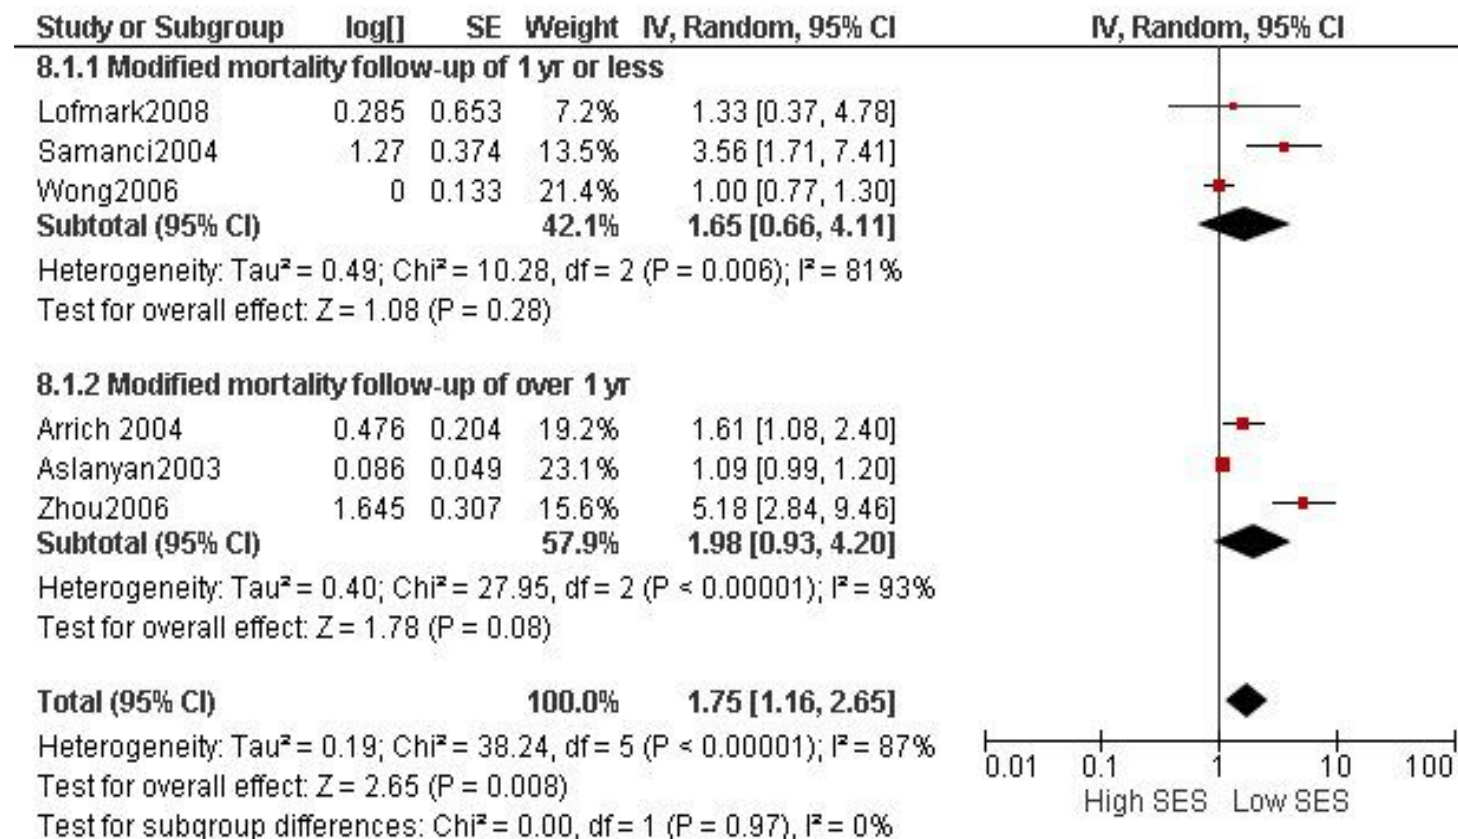 Study or Subgroup log[] SE Weight IV, Random, 95% CI IV, Random, 95% CI
8.1.1 Modified mortality follow-up of 1 yr or less
Lofmark2008 0.285 0.653 7.2% 1.33 [0.37, 4.78]
Samanci2004 1.27 0.374 13.5% 3.56 [1.71, 7.41]
Wong2006 0 0.133 21.4% 1.00 [0.77, 1.30]
Subtotal (95% CI) 42.1% 1.65 [0.66, 4.11]
Heterogeneity: Tau² = 0.49; Chi² = 10.28, df = 2 (P = 0.006); I² = 81%
Test for overall effect: Z = 1.08 (P = 0.28)
8.1.2 Modified mortality follow-up of over 1 yr
Arrich 2004 0.476 0.204 19.2% 1.61 [1.08, 2.40]
Aslanyan2003 0.086 0.049 23.1% 1.09 [0.99, 1.20]
Zhou2006 1.645 0.307 15.6% 5.18 [2.84, 9.46]
Subtotal (95% CI) 57.9% 1.98 [0.93, 4.20]
Heterogeneity: Tau² = 0.40; Chi² = 27.95, df = 2 (P < 0.00001); I² = 93%
Test for overall effect: Z = 1.78 (P = 0.08)
Total (95% CI) 100.0% 1.75 [1.16, 2.65]
Heterogeneity: Tau² = 0.19; Chi² = 38.24, df = 5 (P < 0.00001); I² = 87%
Test for overall effect: Z = 2.65 (P = 0.008)
Test for subgroup differences: Chi² = 0.00, df = 1 (P = 0.97), I² = 0%
0.01 0.1 1 10 100
High SES Low SES